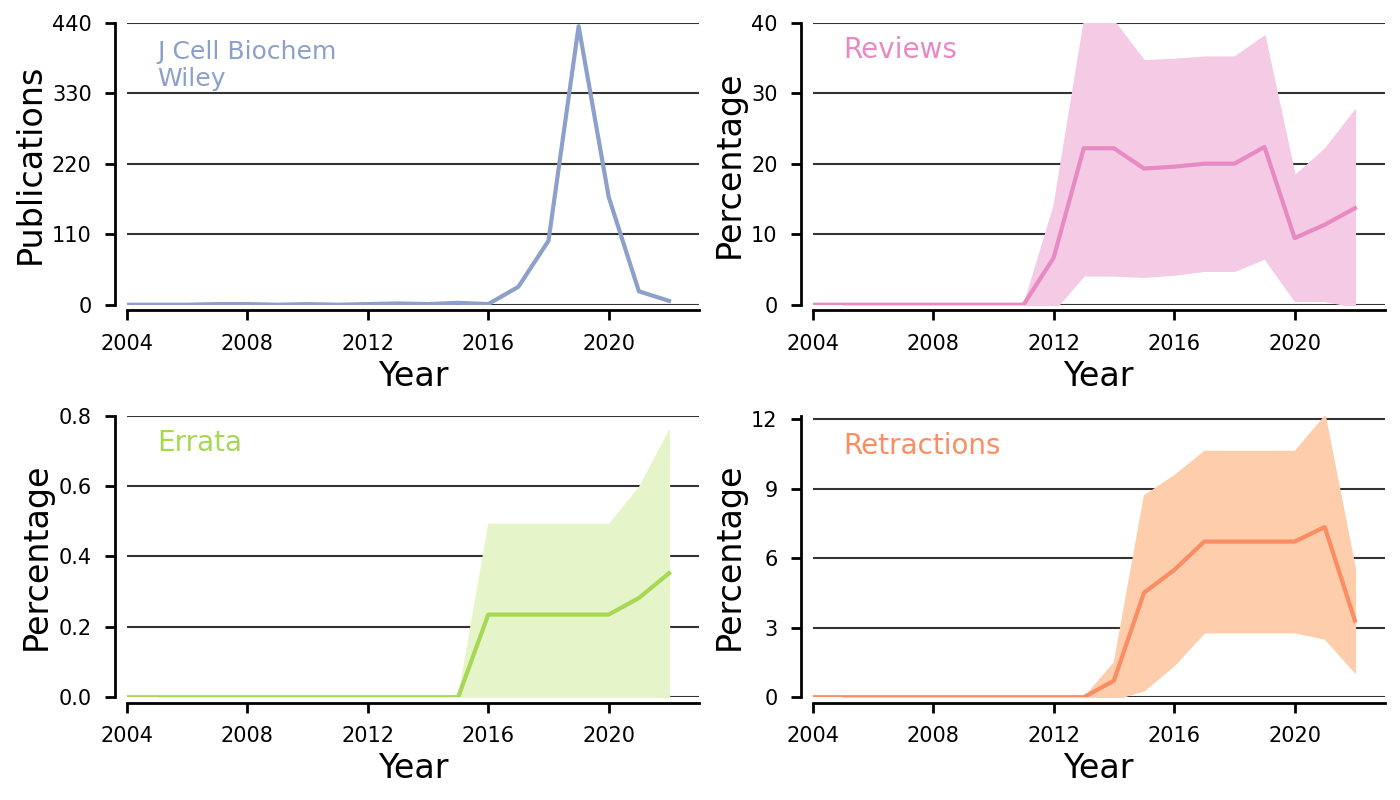 J Cell Biochem
Wiley
Publications
440
330
220
110
0
2004 2008 2012 2016 2020
Year
Reviews
Percentage
40
30
20
10
0
2004 2008 2012 2016 2020
Year
Errata
Percentage
0.8
0.6
0.4
0.2
0.0
2004 2008 2012 2016 2020
Year
Retractions
Percentage
12
9
6
3
0
2004 2008 2012 2016 2020
Year